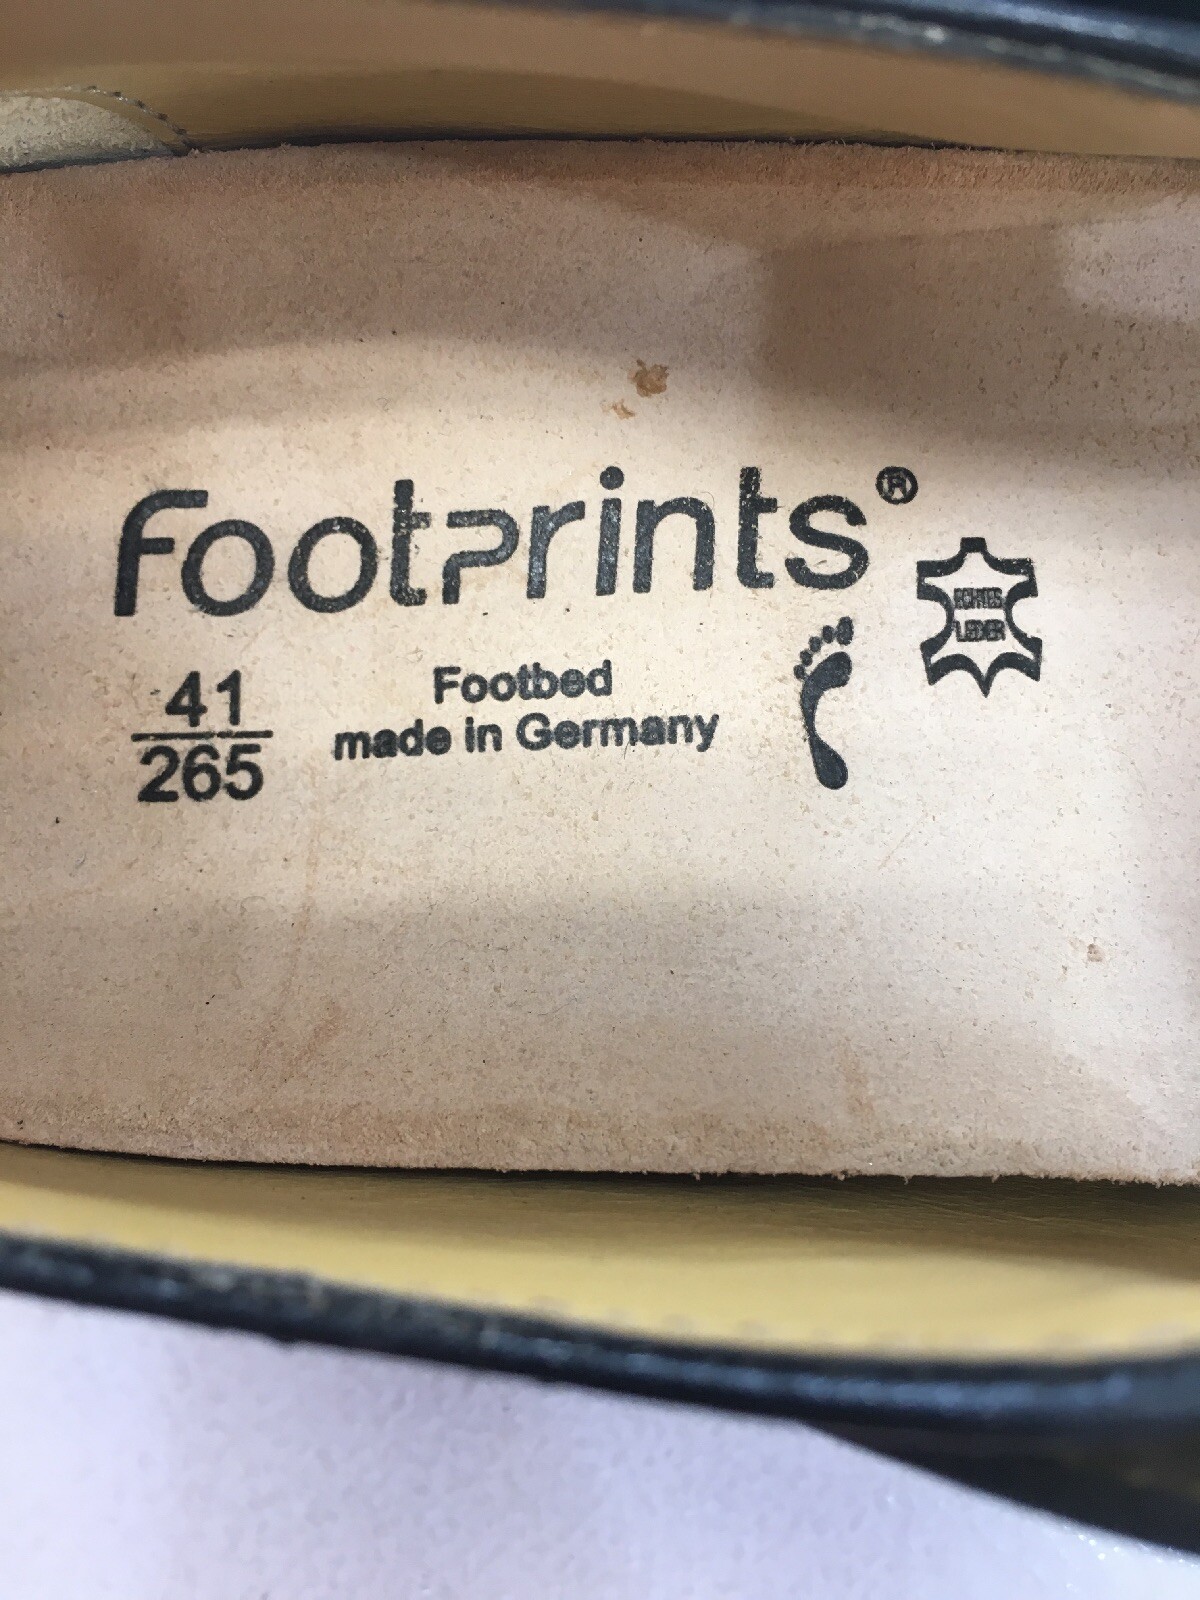 footprints®
ECHTES
LEDER
41
265
Footbed
made in Germany